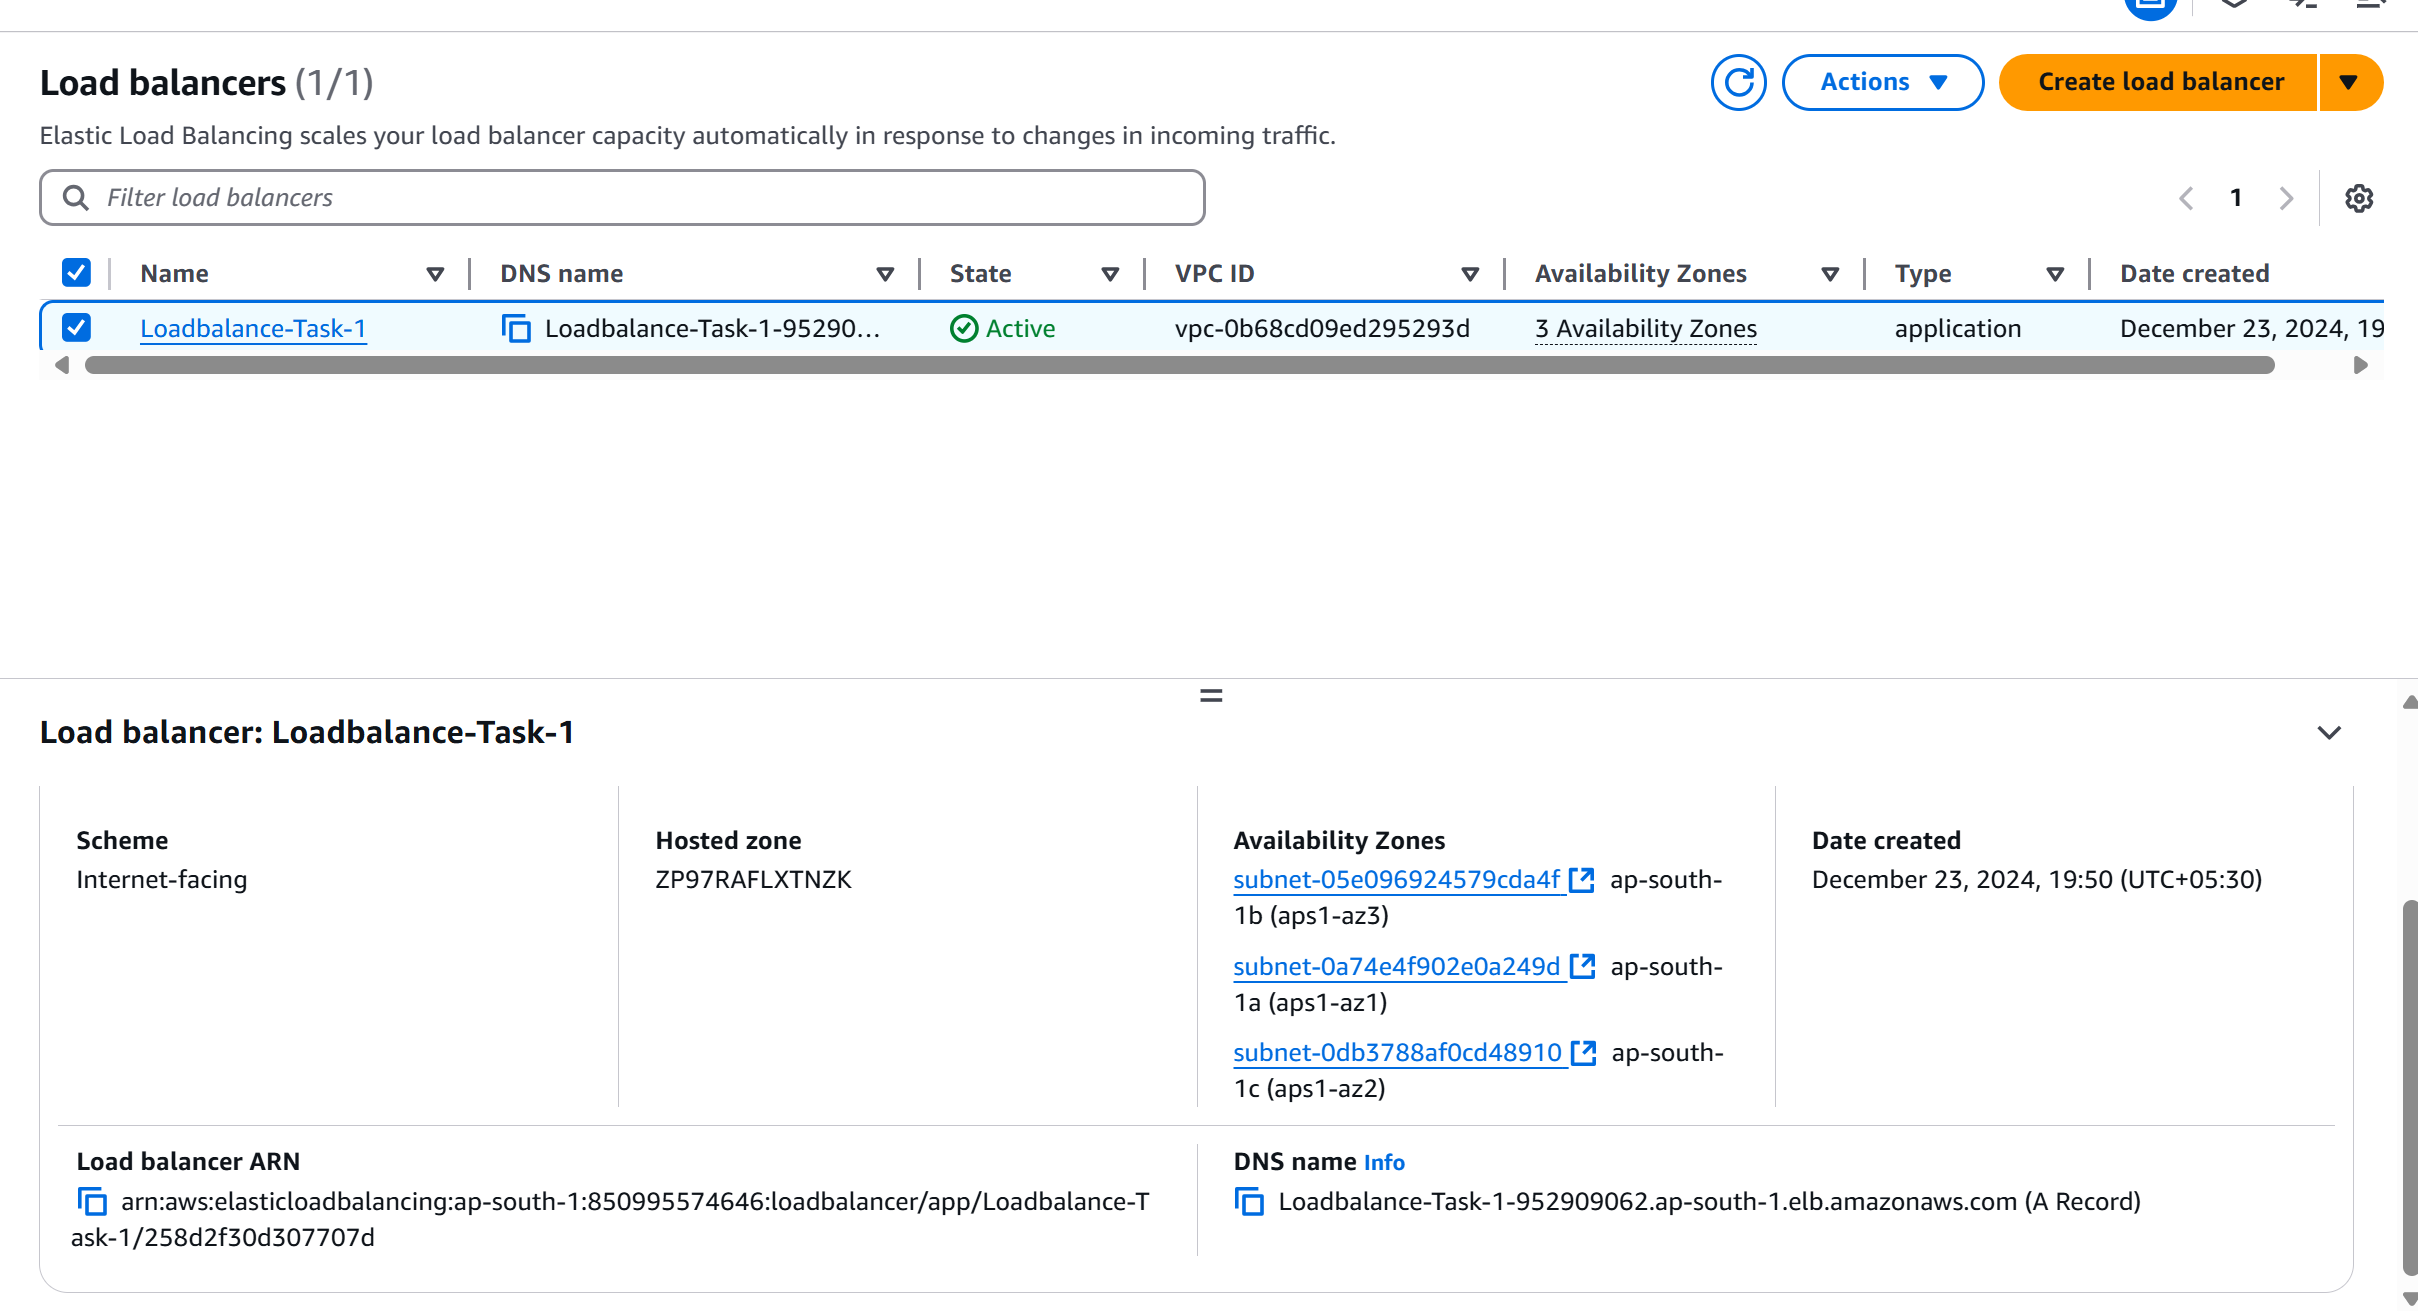 Load balancers (1/1)
Actions
Create load balancer
Elastic Load Balancing scales your load balancer capacity automatically in response to changes in incoming traffic.
Filter load balancers
1
Name
DNS name
State
VPC ID
Availability Zones
Type
Date created
Loadbalance-Task-1
Loadbalance-Task-1-95290...
Active
vpc-0b68cd09ed295293d
3 Availability Zones
application
December 23, 2024, 19
Load balancer: Loadbalance-Task-1
Scheme
Internet-facing
Hosted zone
ZP97RAFLXTNZK
Availability Zones
subnet-05e096924579cda4f ap-south-
1b (aps1-az3)
subnet-0a74e4f902e0a249d ap-south-
1a (aps1-az1)
subnet-0db3788af0cd48910 ap-south-
1c (aps1-az2)
Date created
December 23, 2024, 19:50 (UTC+05:30)
Load balancer ARN
arn:aws:elasticloadbalancing:ap-south-1:850995574646:loadbalancer/app/Loadbalance-T
ask-1/258d2f30d307707d
DNS name Info
Loadbalance-Task-1-952909062.ap-south-1.elb.amazonaws.com (A Record)